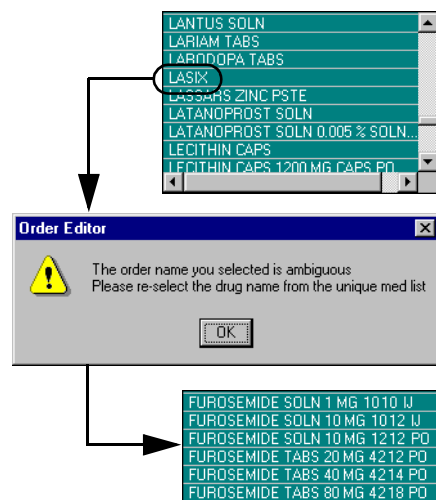 LANTUS SOLN
LARIAM TABS
LARODOPA TABS
LASIX
LASSARS ZINC PSTE
LATANOPROST SOLN
LATANOPROST SOLN 0.005 % SOLN...
LECITHIN CAPS
LECITHIN CAPS 1200 MG CAPS PO
Order Editor
The order name you selected is ambiguous
Please re-select the drug name from the unique med list
OK
FUROSEMIDE SOLN 1 MG 1010 IJ
FUROSEMIDE SOLN 10 MG 1012 IJ
FUROSEMIDE SOLN 10 MG 1212 PO
FUROSEMIDE TABS 20 MG 4212 PO
FUROSEMIDE TABS 40 MG 4214 PO
FUROSEMIDE TABS 80 MG 4218 PO